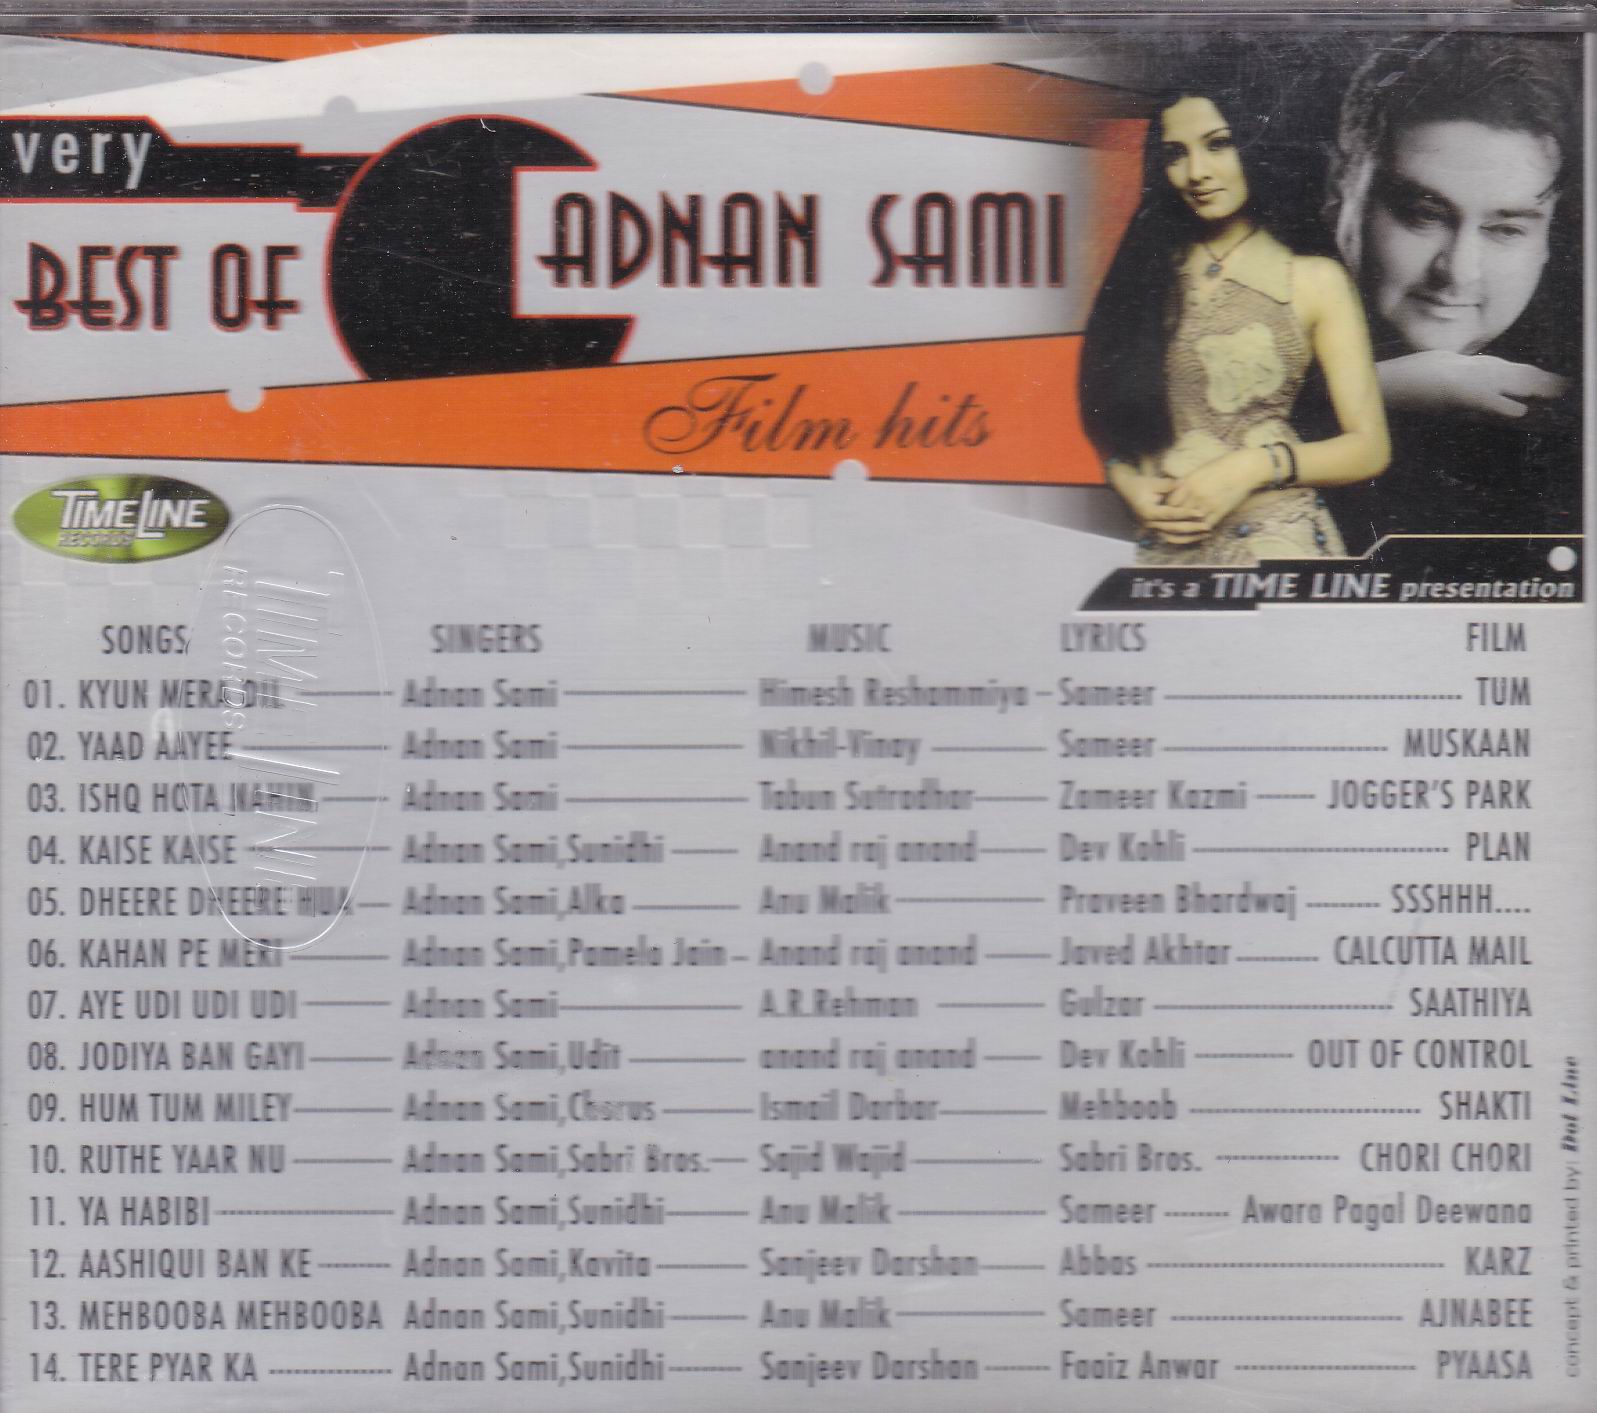 very
BEST OF ADNAN SAMI
Film hits
TIMELINE
RECORDS
TIME LINE
RECORDS
it's a TIME LINE presentation
SONGS SINGERS MUSIC LYRICS FILM
01. KYUN MERA DIL Adnan Sami Himesh Reshammiya Sameer TUM
02. YAAD AAYEE Adnan Sami Nikhil-Vinay Sameer MUSKAAN
03. ISHQ HOTA NAHIN Adnan Sami Tabun Sutradhar Zameer Kazmi JOGGER'S PARK
04. KAISE KAISE Adnan Sami,Sunidhi Anand raj anand Dev Kohli PLAN
05. DHEERE DHEERE HUA Adnan Sami,Alka Anu Malik Praveen Bhardwaj SSSHHH....
06. KAHAN PE MERI Adnan Sami,Pamela Jain Anand raj anand Javed Akhtar CALCUTTA MAIL
07. AYE UDI UDI UDI Adnan Sami A.R.Rehman Gulzar SAATHIYA
08. JODIYA BAN GAYI Adnan Sami,Udit anand raj anand Dev Kohli OUT OF CONTROL
09. HUM TUM MILEY Adnan Sami,Chorus Ismail Darbar Mehboob SHAKTI
10. RUTHE YAAR NU Adnan Sami,Sabri Bros. Sajid Wajid Sabri Bros. CHORI CHORI
11. YA HABIBI Adnan Sami,Sunidhi Anu Malik Sameer Awara Pagal Deewana
12. AASHIQUI BAN KE Adnan Sami,Kavita Sanjeev Darshan Abbas KARZ
13. MEHBOOBA MEHBOOBA Adnan Sami,Sunidhi Anu Malik Sameer AJNABEE
14. TERE PYAR KA Adnan Sami,Sunidhi Sanjeev Darshan Faaiz Anwar PYAASA
concept & printed by: Dot Line